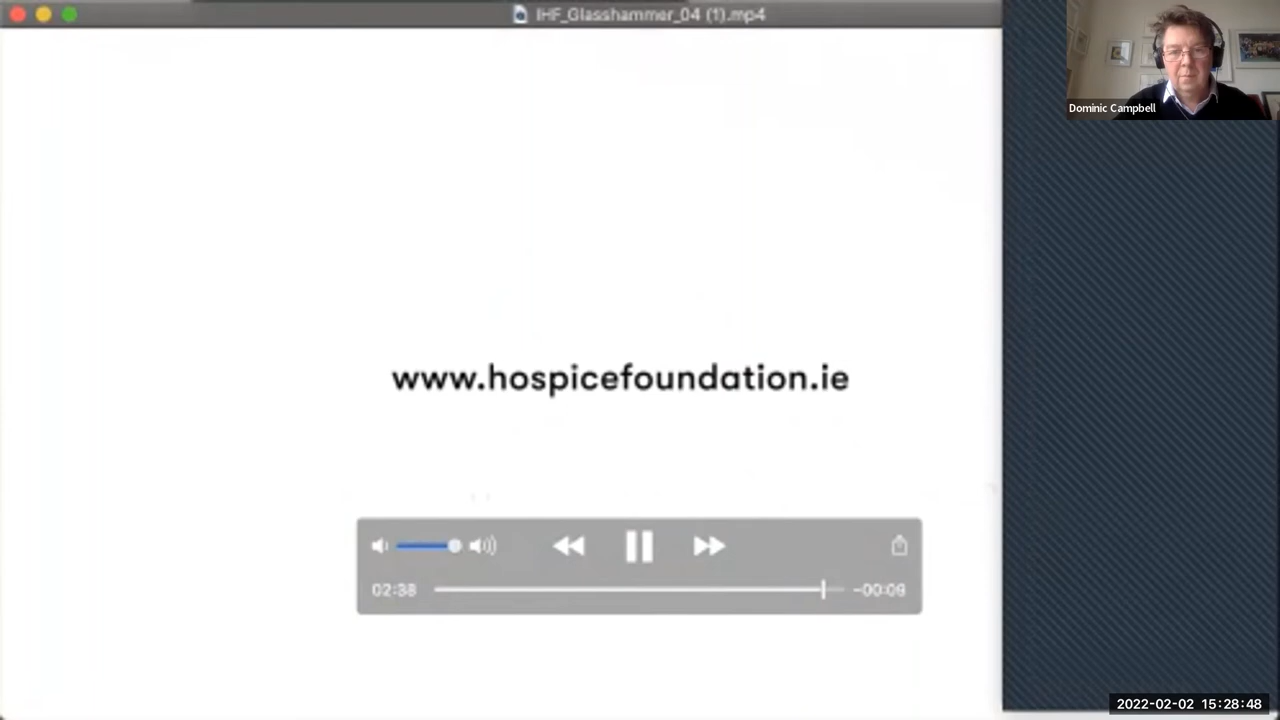 IHF_Glasshammer_04 (1).mp4
Dominic Campbell
www.hospicefoundation.ie
02:38
-00:09
2022-02-02 15:28:48